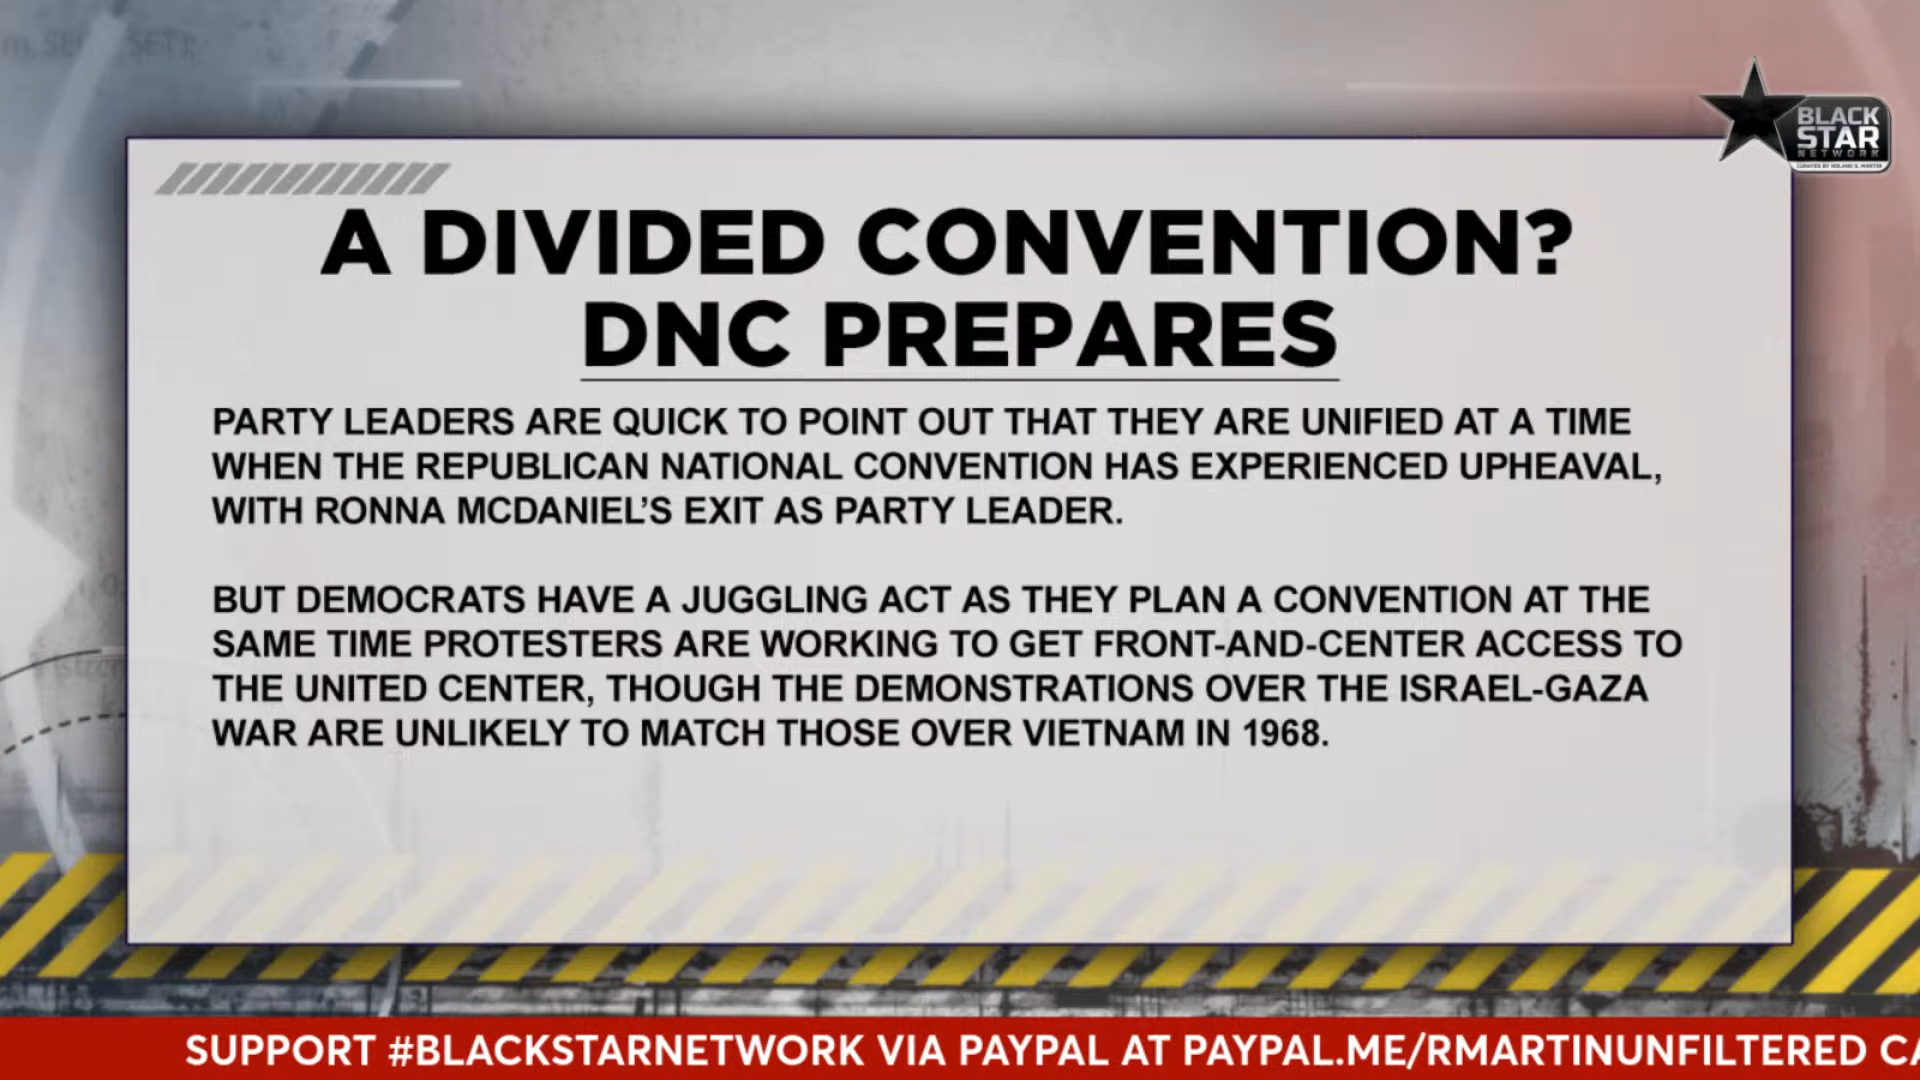 BLACK
STAR
NETWORK
CURATED BY ROLAND S. MARTIN
A DIVIDED CONVENTION?
DNC PREPARES
PARTY LEADERS ARE QUICK TO POINT OUT THAT THEY ARE UNIFIED AT A TIME
WHEN THE REPUBLICAN NATIONAL CONVENTION HAS EXPERIENCED UPHEAVAL,
WITH RONNA MCDANIEL'S EXIT AS PARTY LEADER.
BUT DEMOCRATS HAVE A JUGGLING ACT AS THEY PLAN A CONVENTION AT THE
SAME TIME PROTESTERS ARE WORKING TO GET FRONT-AND-CENTER ACCESS TO
THE UNITED CENTER, THOUGH THE DEMONSTRATIONS OVER THE ISRAEL-GAZA
WAR ARE UNLIKELY TO MATCH THOSE OVER VIETNAM IN 1968.
SUPPORT #BLACKSTARNETWORK VIA PAYPAL AT PAYPAL.ME/RMARTINUNFILTERED